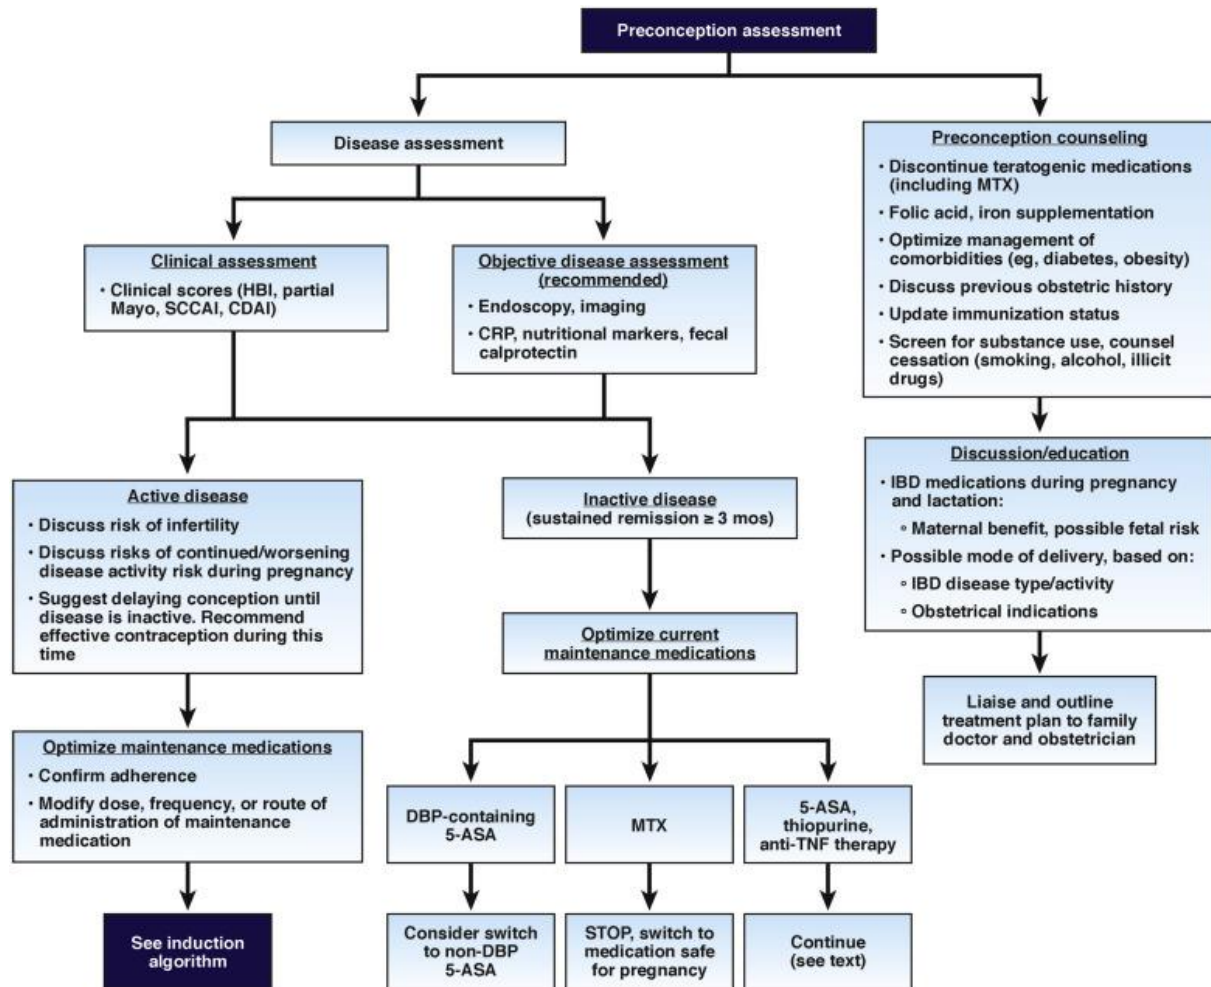 Preconception assessment
Disease assessment
Preconception counseling
• Discontinue teratogenic medications
(including MTX)
• Folic acid, iron supplementation
• Optimize management of
comorbidities (eg, diabetes, obesity)
• Discuss previous obstetric history
• Update immunization status
• Screen for substance use, counsel
cessation (smoking, alcohol, illicit
drugs)
Clinical assessment
• Clinical scores (HBI, partial
Mayo, SCCAI, CDAI)
Objective disease assessment
(recommended)
• Endoscopy, imaging
• CRP, nutritional markers, fecal
calprotectin
Active disease
• Discuss risk of infertility
• Discuss risks of continued/worsening
disease activity risk during pregnancy
• Suggest delaying conception until
disease is inactive. Recommend
effective contraception during this
time
Inactive disease
(sustained remission ≥ 3 mos)
Discussion/education
• IBD medications during pregnancy
and lactation:
∘ Maternal benefit, possible fetal risk
• Possible mode of delivery, based on:
∘ IBD disease type/activity
∘ Obstetrical indications
Optimize current
maintenance medications
Liaise and outline
treatment plan to family
doctor and obstetrician
Optimize maintenance medications
• Confirm adherence
• Modify dose, frequency, or route of
administration of maintenance
medication
DBP-containing
5-ASA
MTX
5-ASA,
thiopurine,
anti-TNF therapy
See induction
algorithm
Consider switch
to non-DBP
5-ASA
STOP, switch to
medication safe
for pregnancy
Continue
(see text)